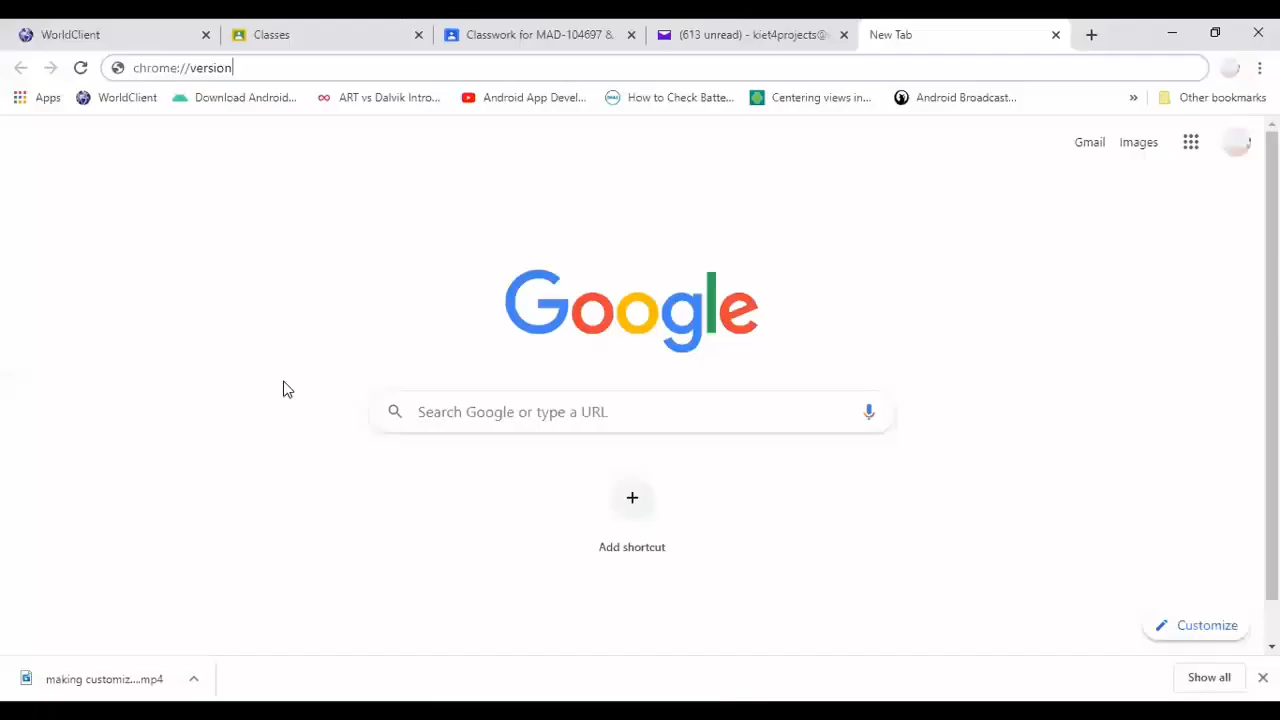 WorldClient
Classes
Classwork for MAD-104697 &
(613 unread) - kiet4projects@
New Tab
chrome://version
Apps
WorldClient
Download Android...
ART vs Dalvik Intro...
Android App Devel...
How to Check Batte...
Centering views in...
Android Broadcast...
»
Other bookmarks
Gmail
Images
Google
Search Google or type a URL
Add shortcut
Customize
making customiz....mp4
Show all